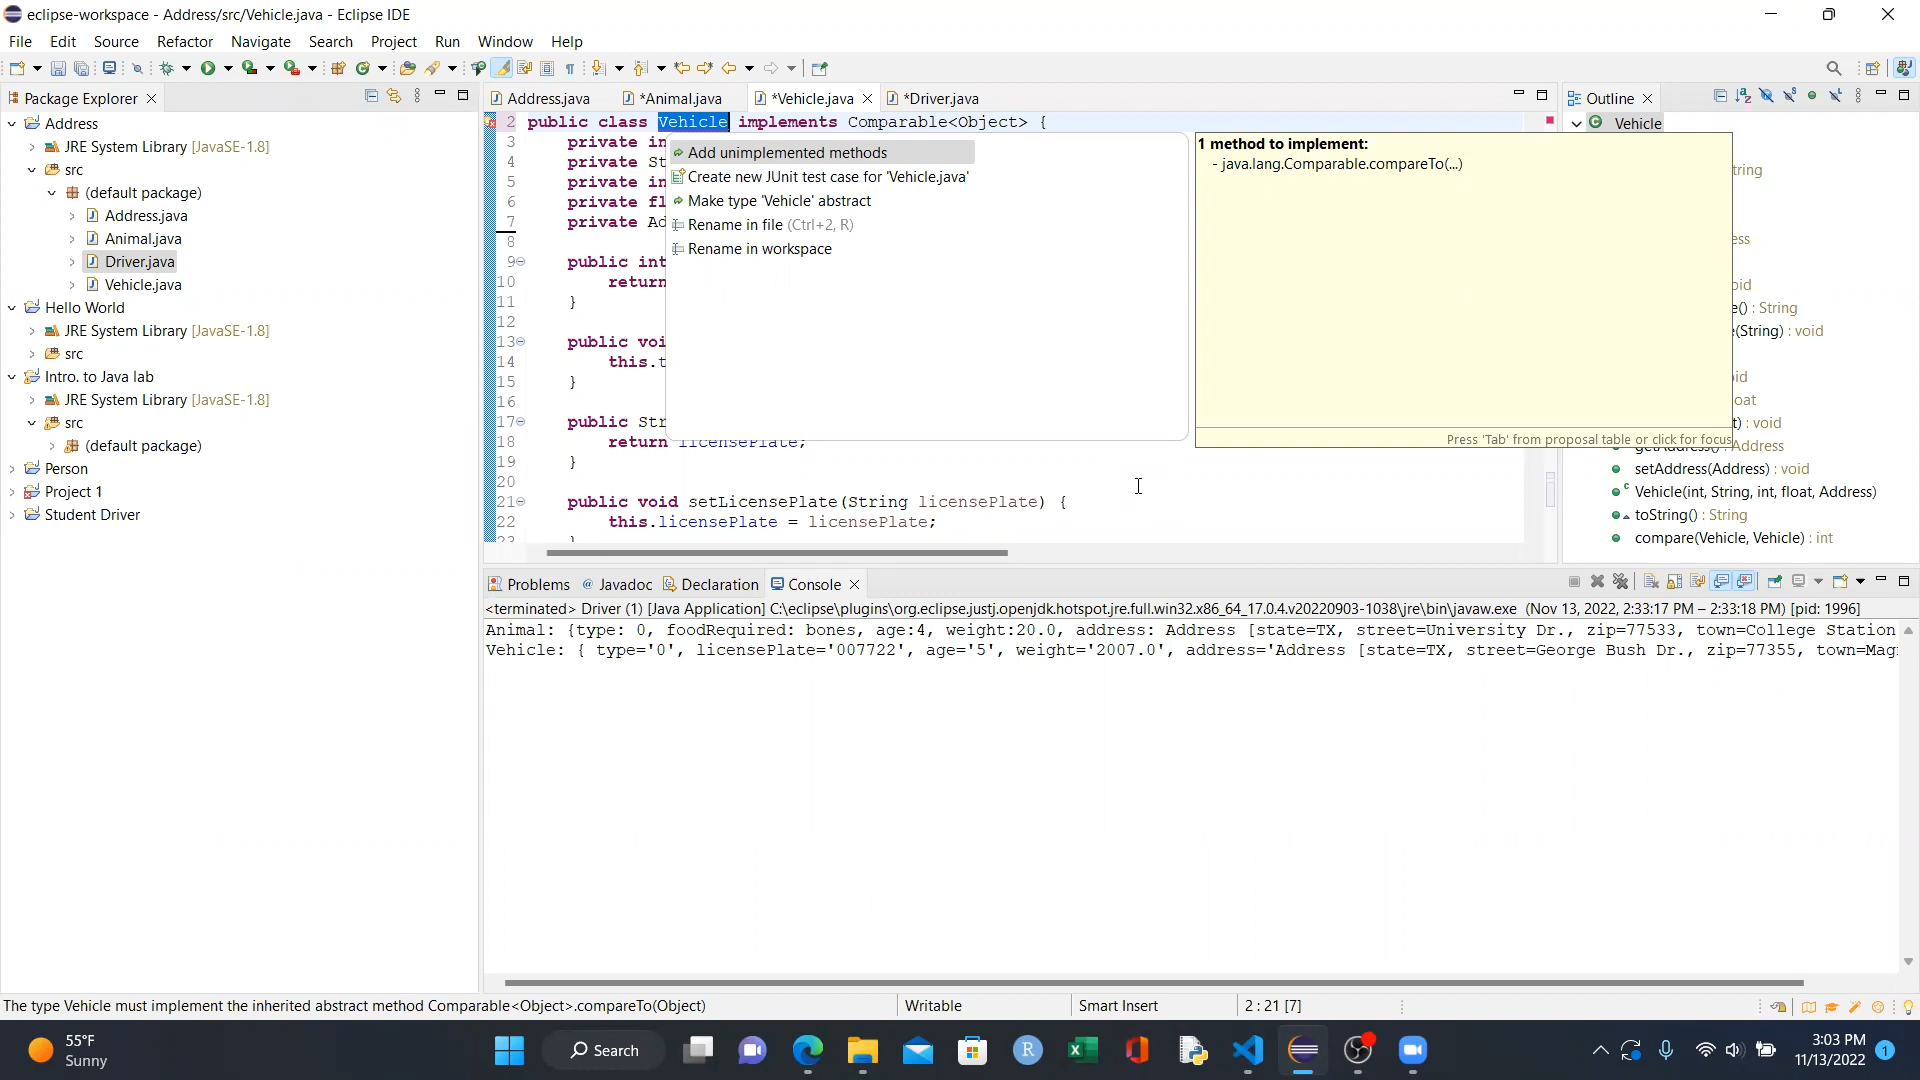 eclipse-workspace - Address/src/Vehicle.java - Eclipse IDE
File Edit Source Refactor Navigate Search Project Run Window Help
Package Explorer
Address
JRE System Library [JavaSE-1.8]
src
(default package)
Address.java
Animal.java
Driver.java
Vehicle.java
Hello World
JRE System Library [JavaSE-1.8]
src
Intro. to Java lab
JRE System Library [JavaSE-1.8]
src
(default package)
Person
Project 1
Student Driver
Address.java *Animal.java *Vehicle.java *Driver.java
2 public class Vehicle implements Comparable<Object> {
3 private in
4 private St
5 private in
6 private fl
7 private Ad
8
9 public int
10 return
11 }
12
13 public voi
14 this.t
15 }
16
17 public Str
18 return licensePlate;
19 }
20
21 public void setLicensePlate(String licensePlate) {
22 this.licensePlate = licensePlate;
23 }
Add unimplemented methods
Create new JUnit test case for 'Vehicle.java'
Make type 'Vehicle' abstract
Rename in file (Ctrl+2, R)
Rename in workspace
1 method to implement:
- java.lang.Comparable.compareTo(...)
Press 'Tab' from proposal table or click for focus
Outline
Vehicle
tring
ess
oid
e() : String
e(String) : void
id
oat
t) : void
getAddress() : Address
setAddress(Address) : void
Vehicle(int, String, int, float, Address)
toString() : String
compare(Vehicle, Vehicle) : int
Problems Javadoc Declaration Console
<terminated> Driver (1) [Java Application] C:\eclipse\plugins\org.eclipse.justj.openjdk.hotspot.jre.full.win32.x86_64_17.0.4.v20220903-1038\jre\bin\javaw.exe (Nov 13, 2022, 2:33:17 PM – 2:33:18 PM) [pid: 1996]
Animal: {type: 0, foodRequired: bones, age:4, weight:20.0, address: Address [state=TX, street=University Dr., zip=77533, town=College Station
Vehicle: { type='0', licensePlate='007722', age='5', weight='2007.0', address='Address [state=TX, street=George Bush Dr., zip=77355, town=Mag
The type Vehicle must implement the inherited abstract method Comparable<Object>.compareTo(Object)
Writable
Smart Insert
2 : 21 [7]
55°F
Sunny
Search
3:03 PM
11/13/2022
1